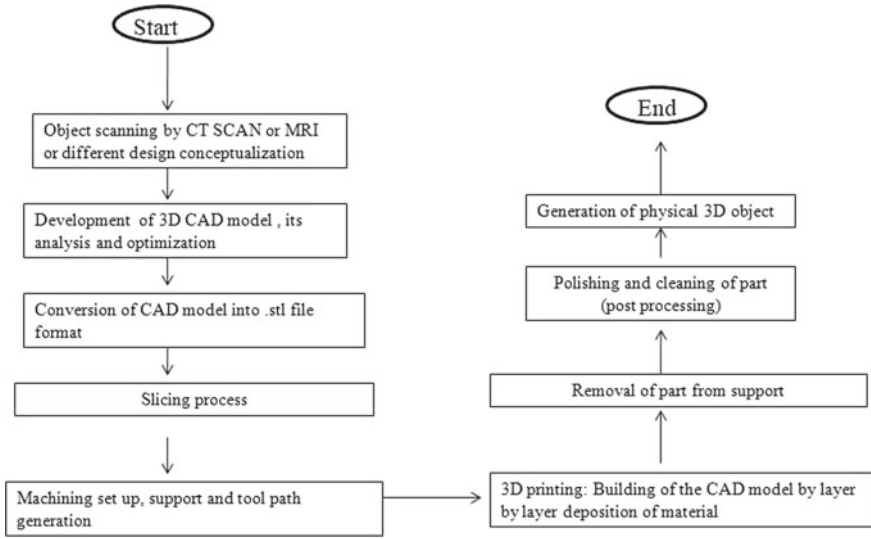 Start
Object scanning by CT SCAN or MRI
or different design conceptualization
Development of 3D CAD model , its
analysis and optimization
Conversion of CAD model into .stl file
format
Slicing process
Machining set up, support and tool path
generation
3D printing: Building of the CAD model by layer
by layer deposition of material
Removal of part from support
Polishing and cleaning of part
(post processing)
Generation of physical 3D object
End